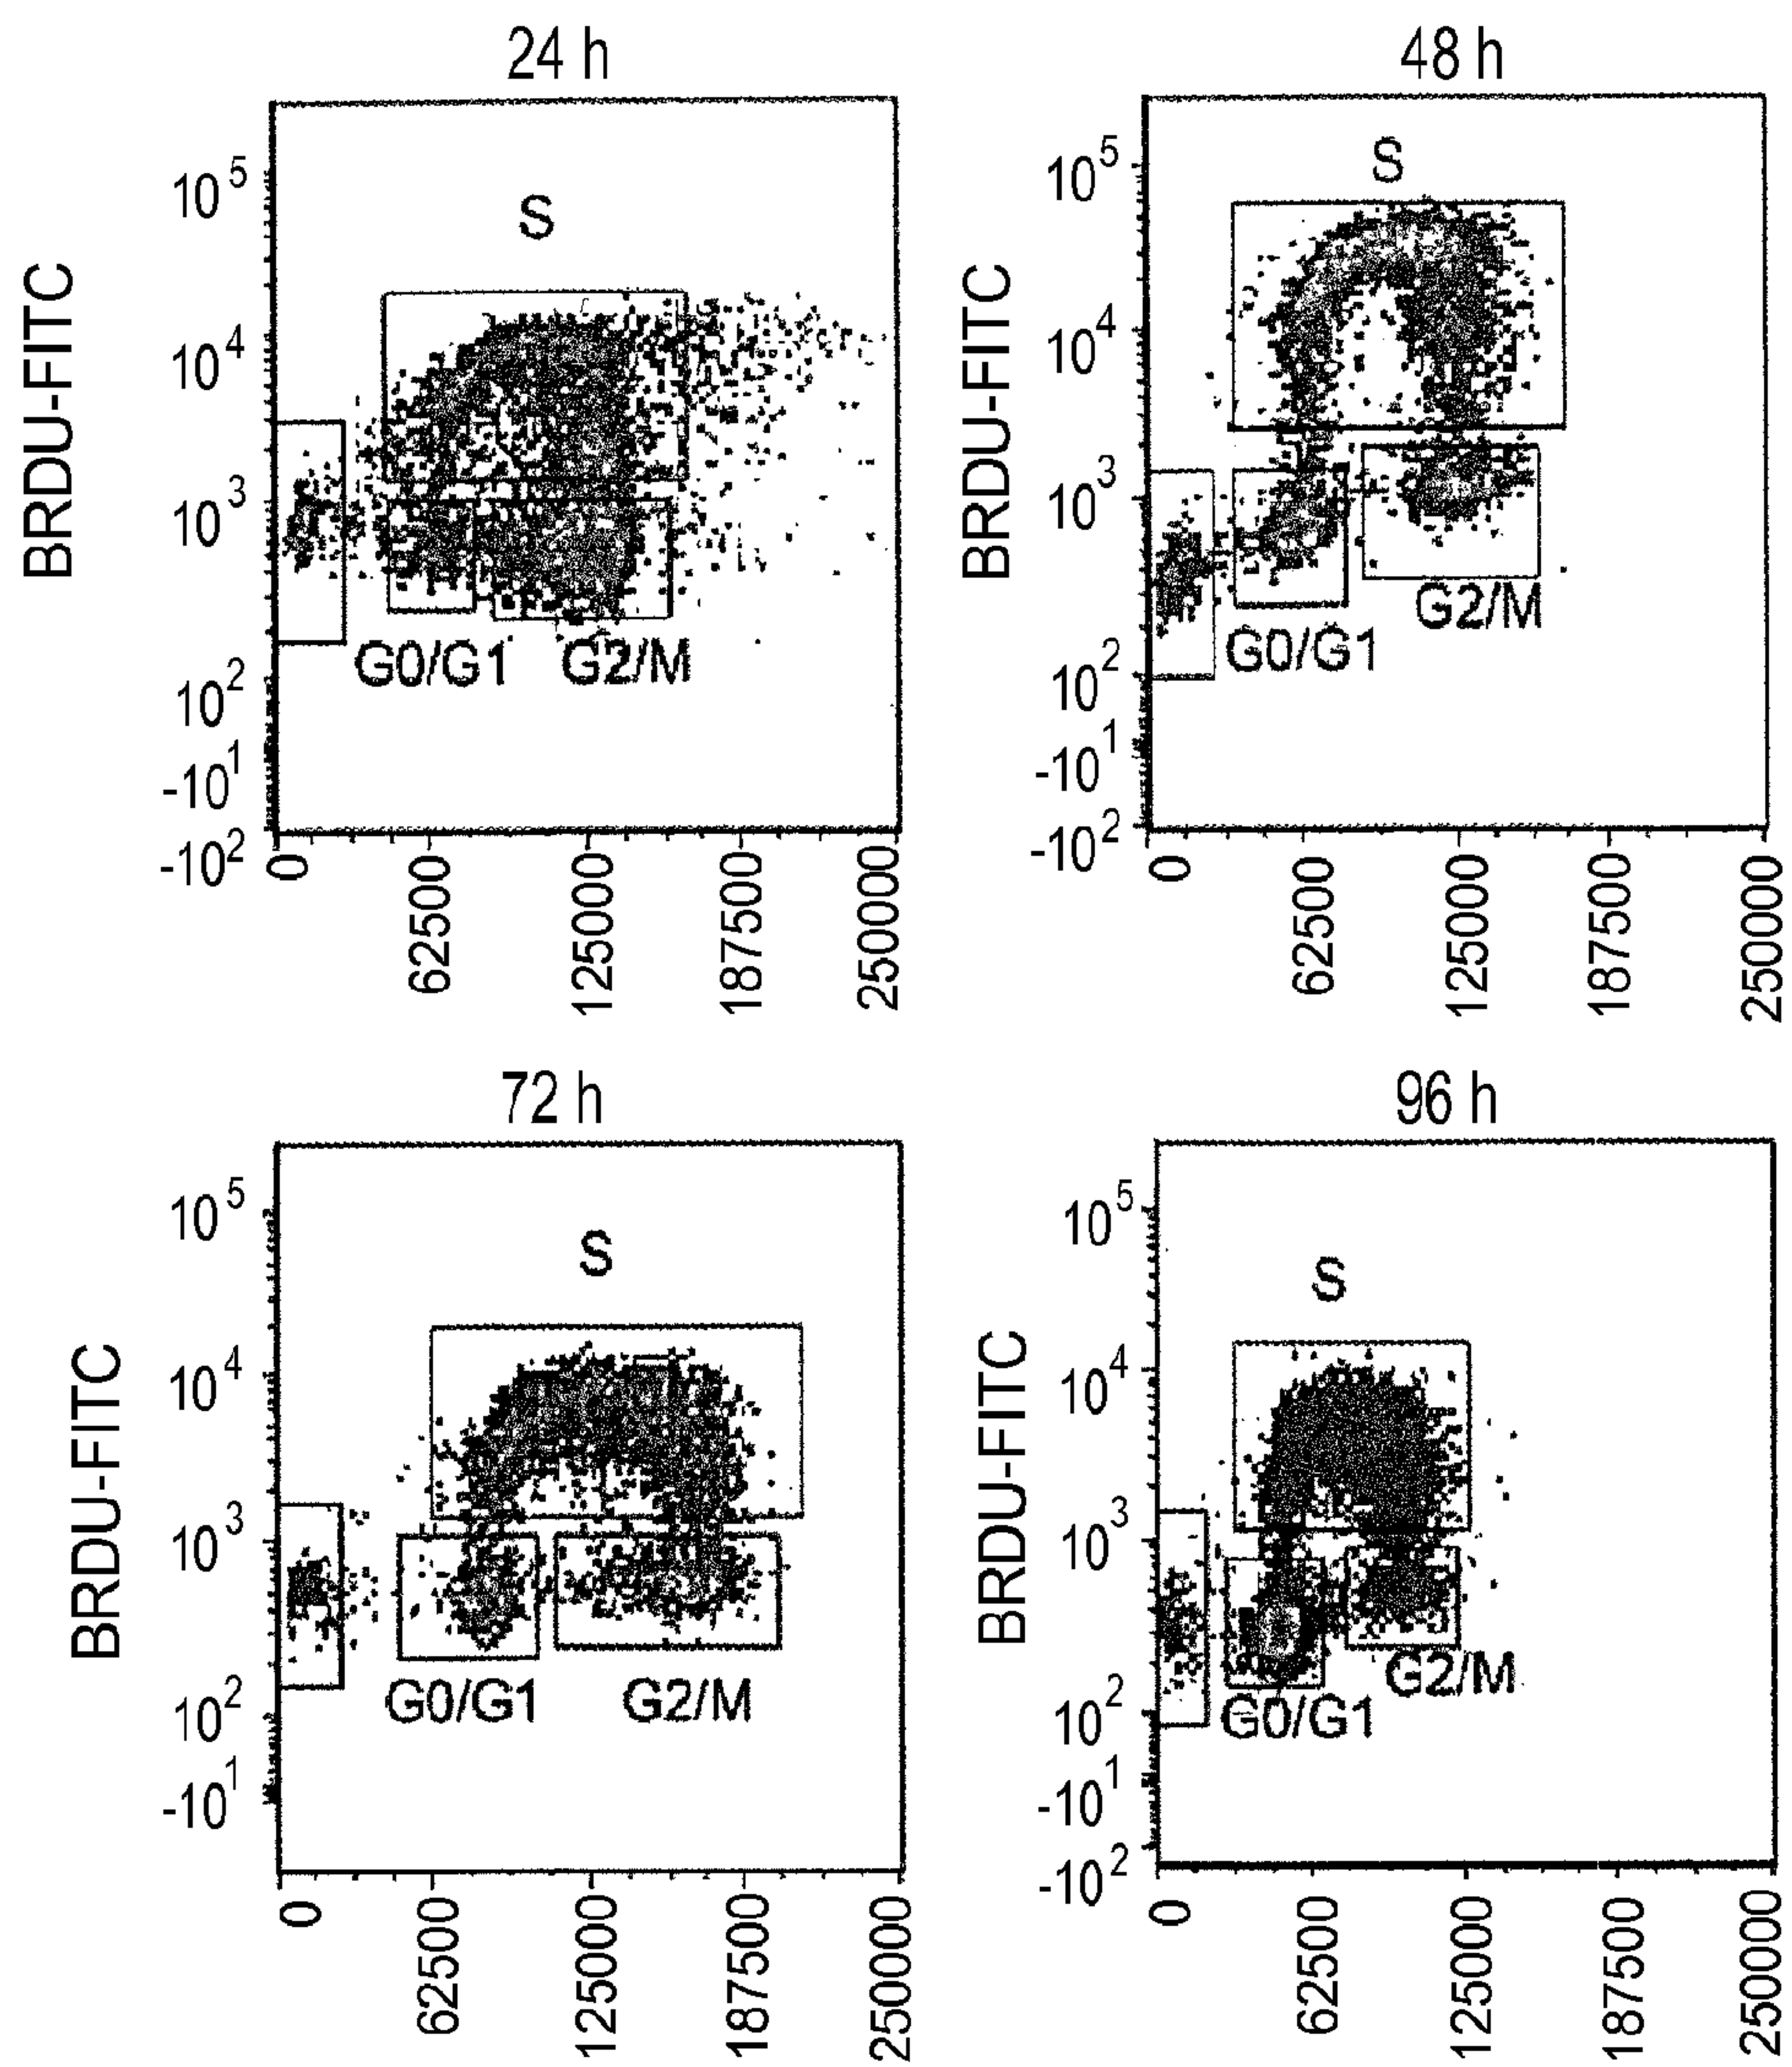 24 h
BRDU-FITC
10^5
10^4
10^3
10^2
-10^1
-10^2
S
G0/G1
G2/M
0
62500
125000
187500
250000
48 h
BRDU-FITC
10^5
10^4
10^3
10^2
-10^1
-10^2
S
G0/G1
G2/M
0
62500
125000
187500
250000
72 h
BRDU-FITC
10^5
10^4
10^3
10^2
-10^1
S
G0/G1
G2/M
0
62500
125000
187500
250000
96 h
BRDU-FITC
10^5
10^4
10^3
10^2
-10^1
-10^2
S
G0/G1
G2/M
0
62500
125000
187500
250000